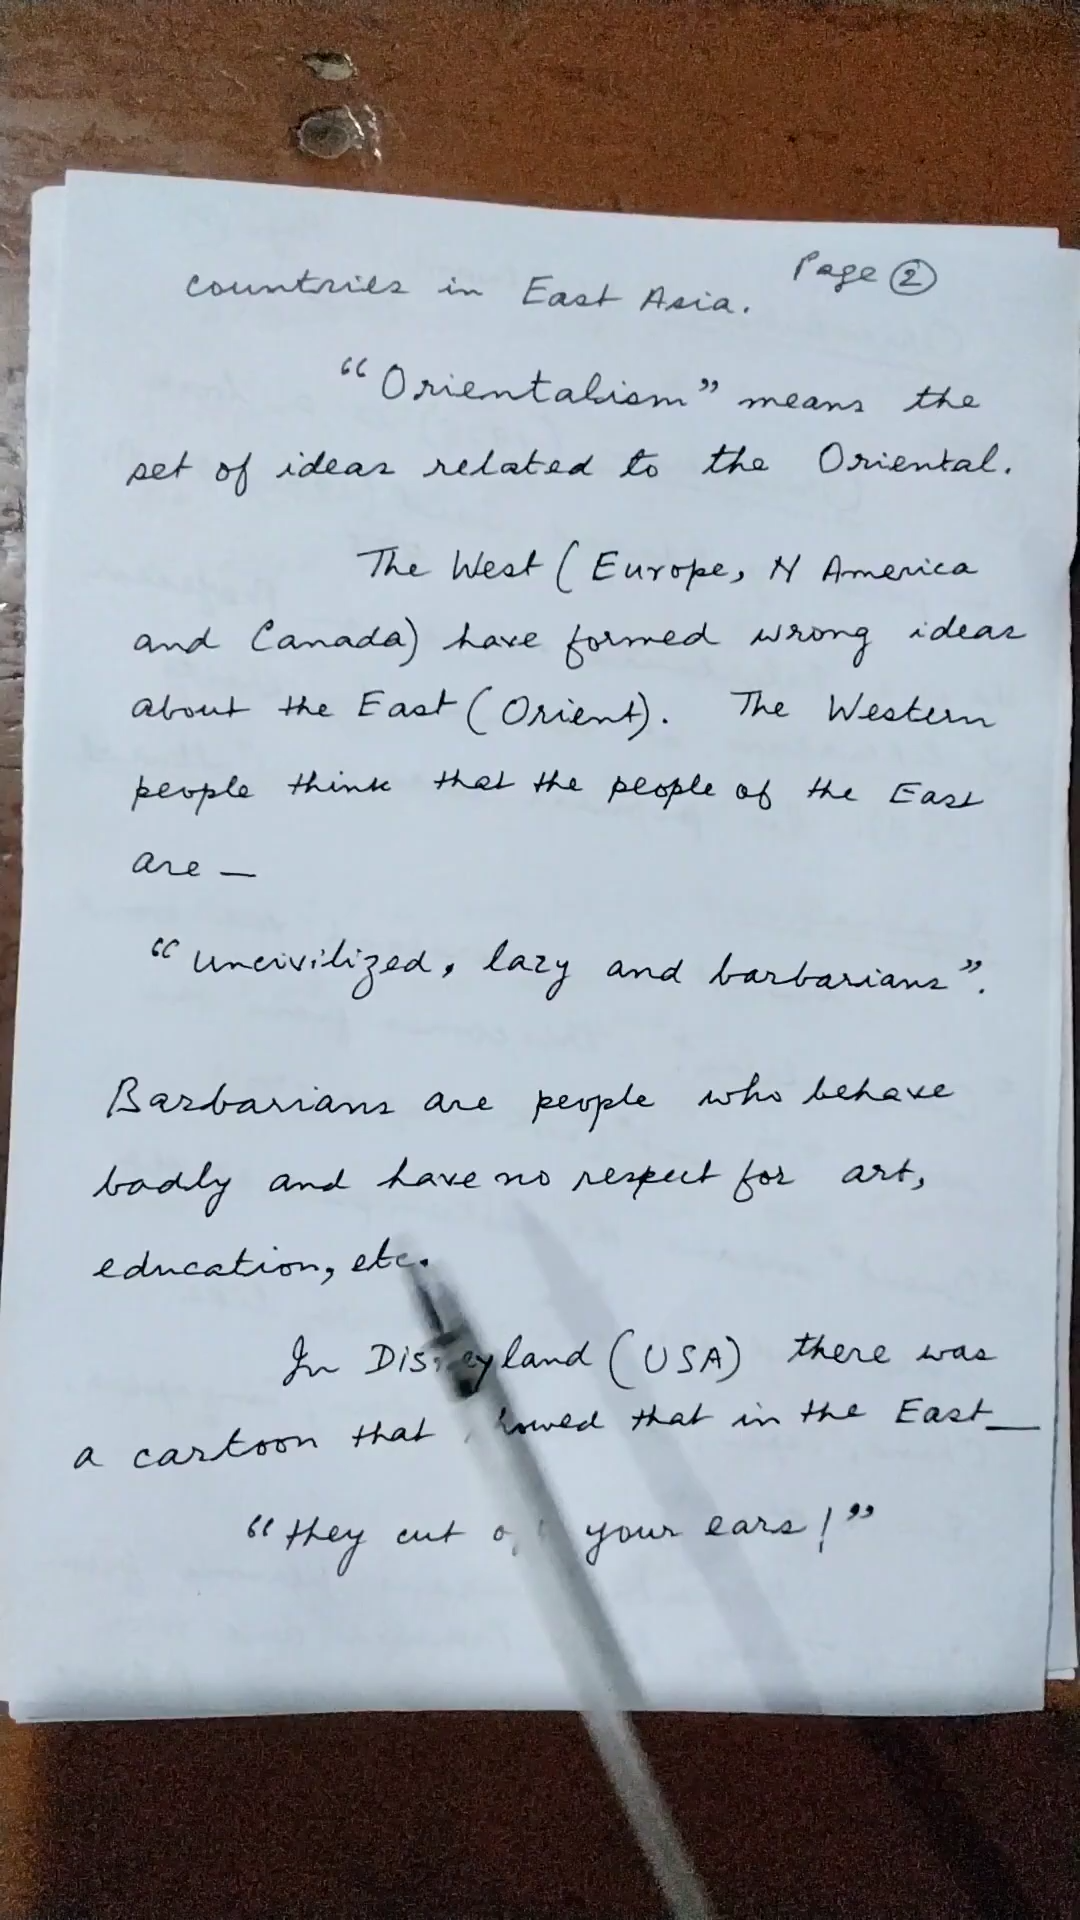 Page 2
countries in East Asia.
"Orientalism" means the
set of ideas related to the Oriental.
The West (Europe, N America
and Canada) have formed wrong ideas
about the East (Orient). The Western
people think that the people of the East
are —
"uncivilized, lazy and barbarians".
Barbarians are people who behave
badly and have no respect for art,
education, etc.
In Disneyland (USA) there was
a cartoon that showed that in the East —
"they cut off your ears!"